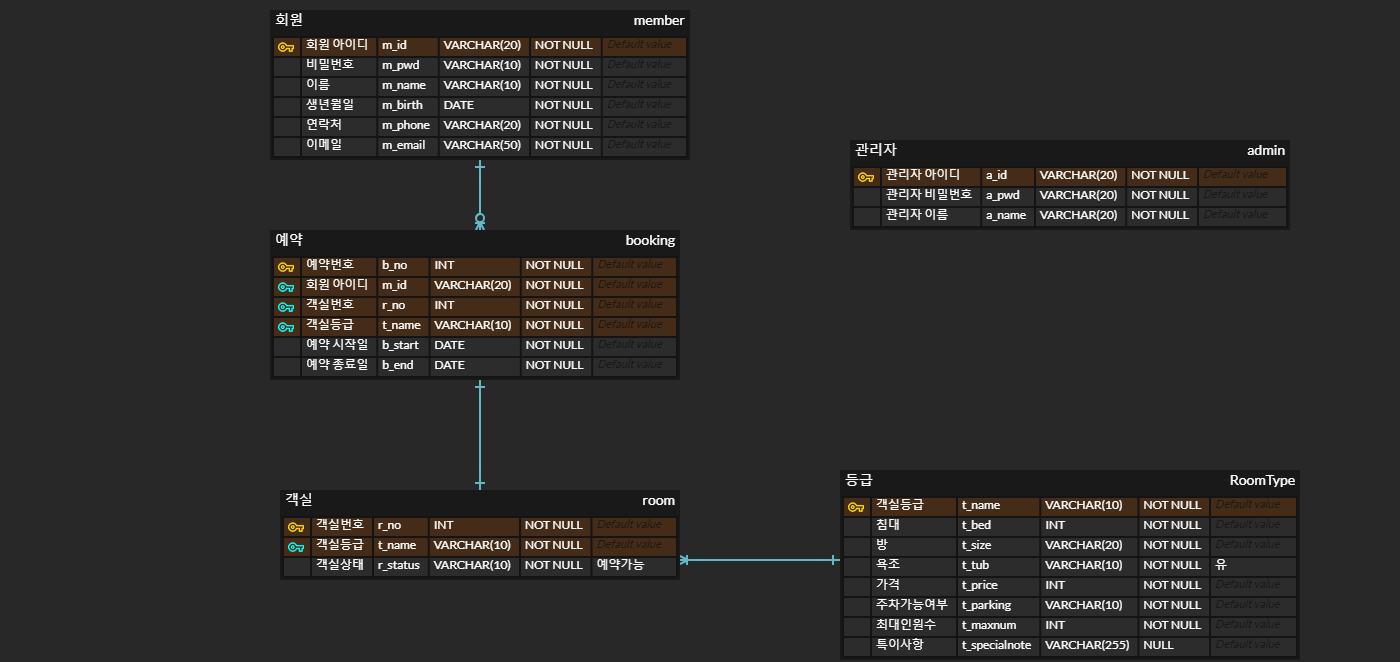 회원 member
회원 아이디 m_id VARCHAR(20) NOT NULL Default value
비밀번호 m_pwd VARCHAR(10) NOT NULL Default value
이름 m_name VARCHAR(10) NOT NULL Default value
생년월일 m_birth DATE NOT NULL Default value
연락처 m_phone VARCHAR(20) NOT NULL Default value
이메일 m_email VARCHAR(50) NOT NULL Default value
관리자 admin
관리자 아이디 a_id VARCHAR(20) NOT NULL Default value
관리자 비밀번호 a_pwd VARCHAR(20) NOT NULL Default value
관리자 이름 a_name VARCHAR(20) NOT NULL Default value
예약 booking
예약번호 b_no INT NOT NULL Default value
회원 아이디 m_id VARCHAR(20) NOT NULL Default value
객실번호 r_no INT NOT NULL Default value
객실등급 t_name VARCHAR(10) NOT NULL Default value
예약 시작일 b_start DATE NOT NULL Default value
예약 종료일 b_end DATE NOT NULL Default value
객실 room
객실번호 r_no INT NOT NULL Default value
객실등급 t_name VARCHAR(10) NOT NULL Default value
객실상태 r_status VARCHAR(10) NOT NULL 예약가능
등급 RoomType
객실등급 t_name VARCHAR(10) NOT NULL Default value
침대 t_bed INT NOT NULL Default value
방 t_size VARCHAR(20) NOT NULL Default value
욕조 t_tub VARCHAR(10) NOT NULL 유
가격 t_price INT NOT NULL Default value
주차가능여부 t_parking VARCHAR(10) NOT NULL Default value
최대인원수 t_maxnum INT NOT NULL Default value
특이사항 t_specialnote VARCHAR(255) NULL Default value